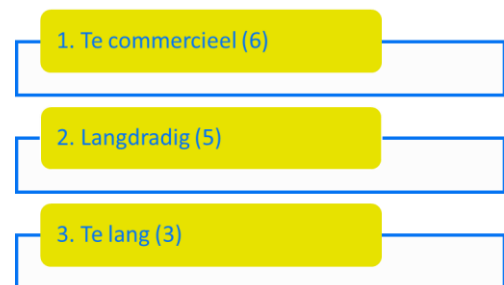 1. Te commercieel (6)
2. Langdradig (5)
3. Te lang (3)